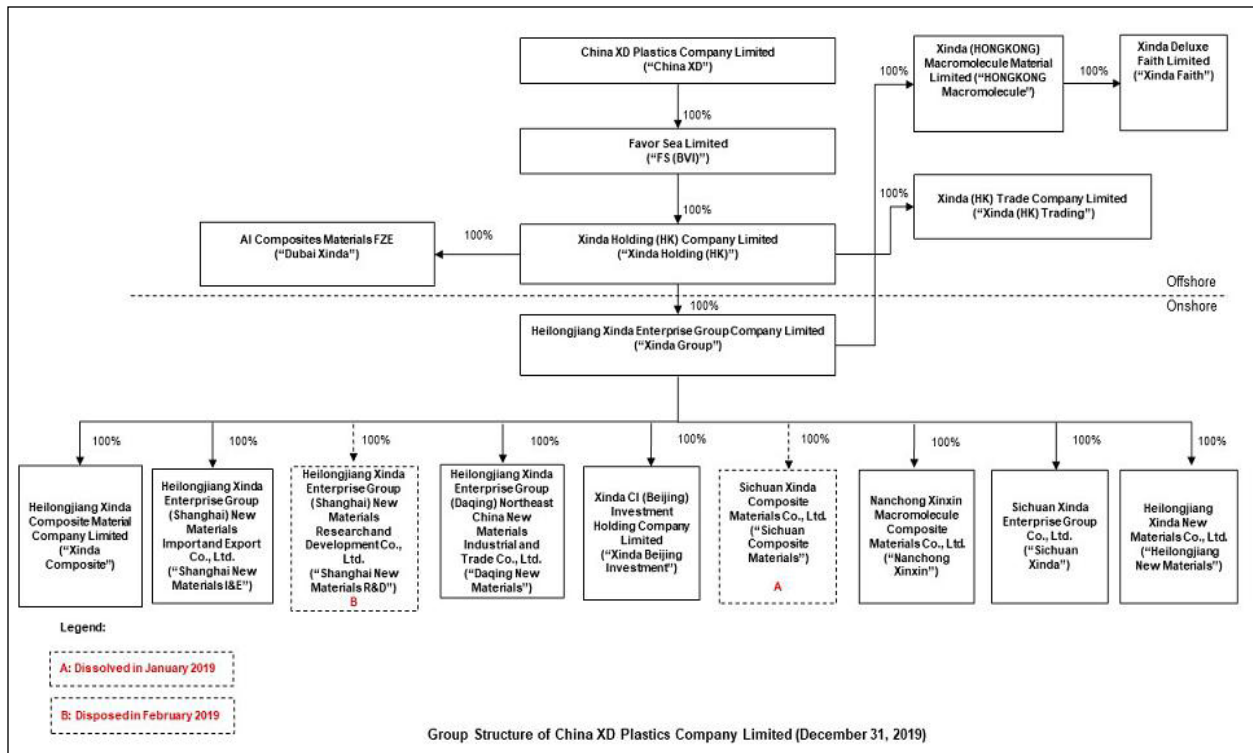 China XD Plastics Company Limited
(“China XD”)
100%
Favor Sea Limited
(“FS (BVI)”)
100%
Xinda Holding (HK) Company Limited
(“Xinda Holding (HK)”)
100%
AI Composites Materials FZE
(“Dubai Xinda”)
100%
Xinda (HONGKONG)
Macromolecule Material
Limited (“HONGKONG
Macromolecule”)
100%
Xinda Deluxe
Faith Limited
(“Xinda Faith”)
100%
Xinda (HK) Trade Company Limited
(“Xinda (HK) Trading”)
Offshore
Onshore
100%
Heilongjiang Xinda Enterprise Group Company Limited
(“Xinda Group”)
100%
100%
100%
100%
100%
100%
100%
100%
100%
Heilongjiang Xinda
Composite Material
Company Limited
(“Xinda
Composite”)
Heilongjiang Xinda
Enterprise Group
(Shanghai) New
Materials
Import and Export
Co., Ltd.
(“Shanghai New
Materials I&E”)
Heilongjiang Xinda
Enterprise Group
(Shanghai) New
Materials
Research and
Development Co.,
Ltd.
(“Shanghai New
Materials R&D”)
B
Heilongjiang Xinda
Enterprise Group
(Daqing) Northeast
China New
Materials
Industrial and
Trade Co., Ltd.
(“Daqing New
Materials”)
Xinda CI (Beijing)
Investment
Holding Company
Limited
(“Xinda Beijing
Investment”)
Sichuan Xinda
Composite
Materials Co., Ltd.
(“Sichuan
Composite
Materials”)
A
Nanchong Xinxin
Macromolecule
Composite
Materials Co., Ltd.
(“Nanchong
Xinxin”)
Sichuan Xinda
Enterprise Group
Co., Ltd.
(“Sichuan
Xinda”)
Heilongjiang
Xinda New
Materials Co., Ltd.
(“Heilongjiang
New Materials”)
Legend:
A: Dissolved in January 2019
B: Disposed in February 2019
Group Structure of China XD Plastics Company Limited (December 31, 2019)